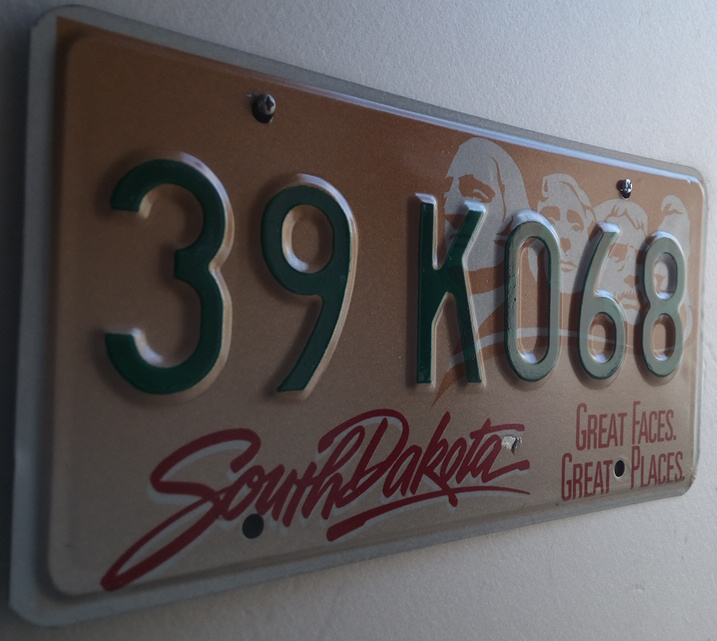 39 K068
South Dakota
GREAT FACES.
GREAT PLACES.